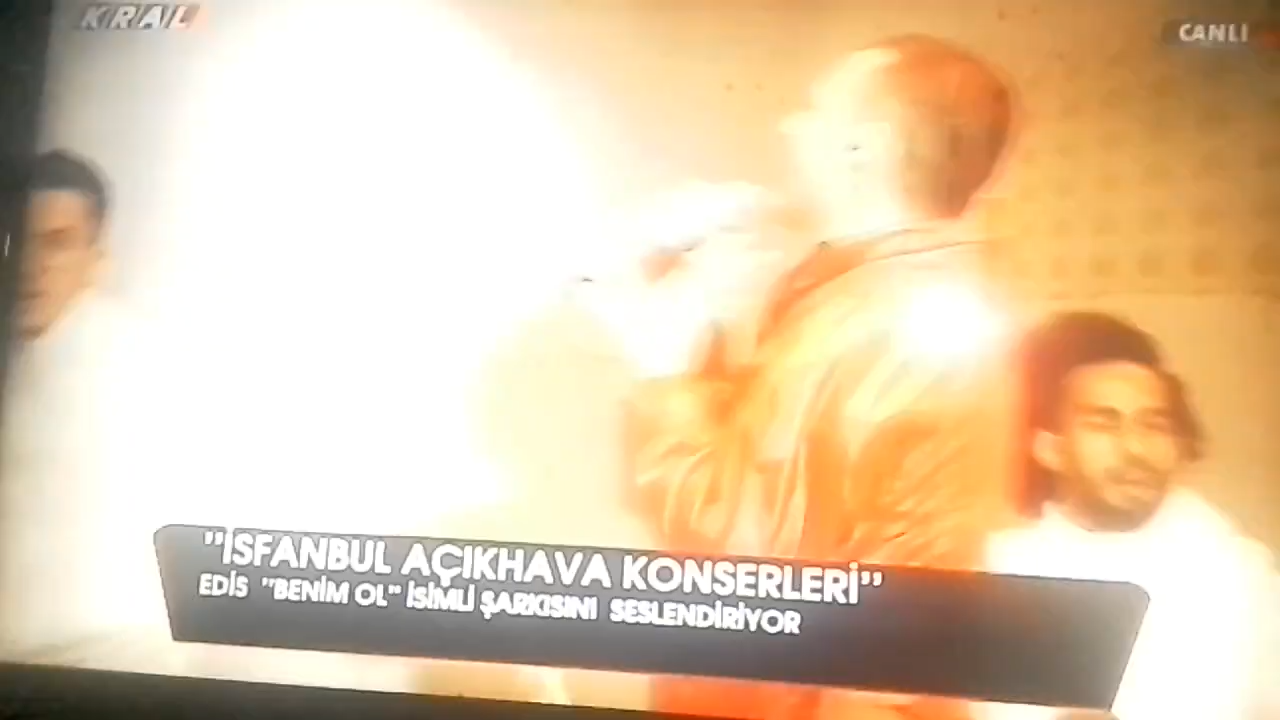 KRAL
CANLI
"İSFANBUL AÇIKHAVA KONSERLERİ"
EDİS "BENİM OL" İSİMLİ ŞARKISINI SESLENDİRİYOR